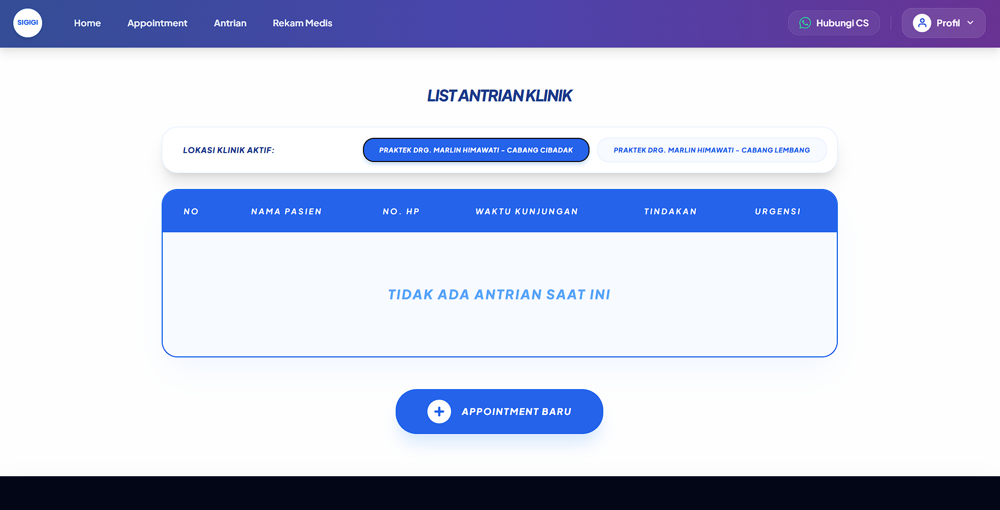 SIGIGI
Home
Appointment
Antrian
Rekam Medis
Hubungi CS
Profil
LIST ANTRIAN KLINIK
LOKASI KLINIK AKTIF:
PRAKTEK DRG. MARLIN HIMAWATI - CABANG CIBADAK
PRAKTEK DRG. MARLIN HIMAWATI - CABANG LEMBANG
NO
NAMA PASIEN
NO. HP
WAKTU KUNJUNGAN
TINDAKAN
URGENSI
TIDAK ADA ANTRIAN SAAT INI
APPOINTMENT BARU